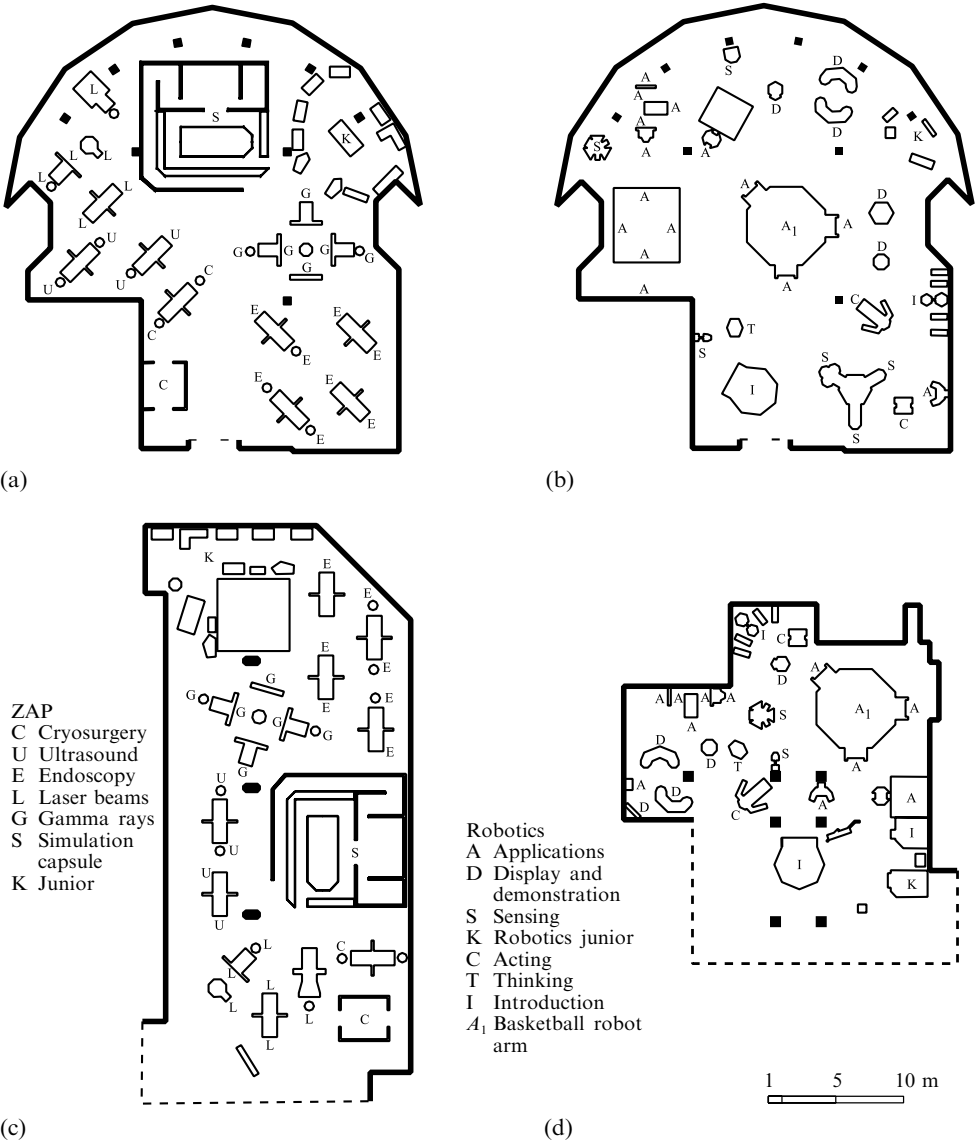 L
S
K
L
L
L
L
G
L
U
U
G
G
G
G
G
C
U
U
E
E
C
E
E
C
E
E
E
E
(a)
D
S
A
A
A
D
D
A
K
S
A
A
A
A
D
A
A
A1
A
D
A
A
A
C
I
T
S
S
S
I
A
C
S
(b)
K
E
E
E
G
E
G
G
G
E
E
G
E
G
U
U
S
U
U
C
L
L
L
L
L
C
L
ZAP
C Cryosurgery
U Ultrasound
E Endoscopy
L Laser beams
G Gamma rays
S Simulation
capsule
K Junior
(c)
I
C
A
D
A
A
A
A
A1
A
S
A
D
D
T
S
A
A
D
A
A
D
C
I
I
K
Robotics
A Applications
D Display and
demonstration
S Sensing
K Robotics junior
C Acting
T Thinking
I Introduction
A1 Basketball robot
arm
1 5 10 m
(d)